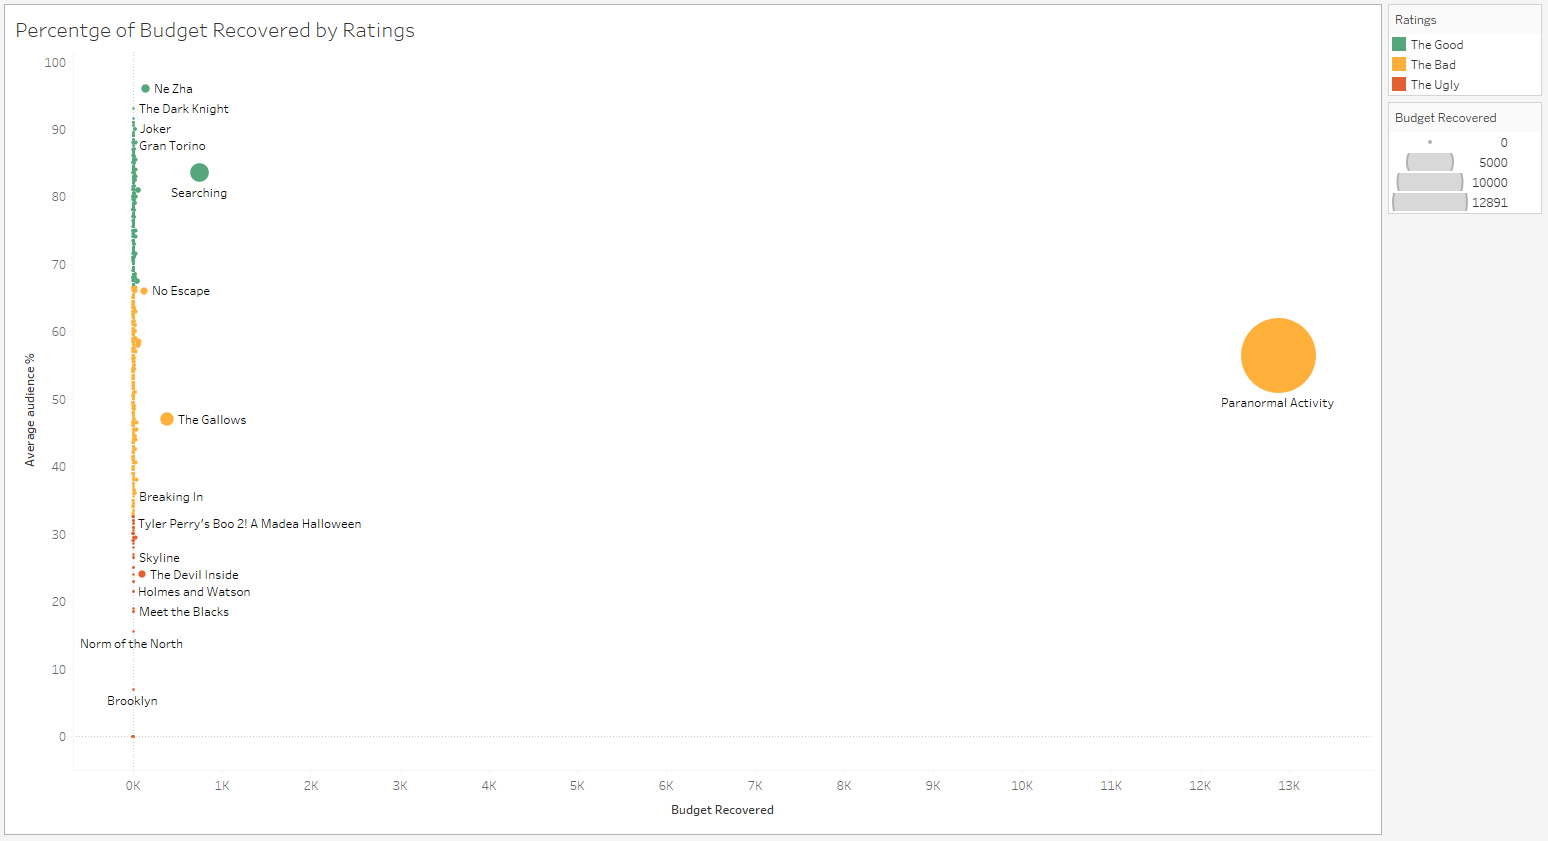 Percentge of Budget Recovered by Ratings
100
90
80
70
60
50
40
30
20
10
0
Average audience %
Ne Zha
The Dark Knight
Joker
Gran Torino
Searching
No Escape
Paranormal Activity
The Gallows
Breaking In
Tyler Perry's Boo 2! A Madea Halloween
Skyline
The Devil Inside
Holmes and Watson
Meet the Blacks
Norm of the North
Brooklyn
0K 1K 2K 3K 4K 5K 6K 7K 8K 9K 10K 11K 12K 13K
Budget Recovered
Ratings
The Good
The Bad
The Ugly
Budget Recovered
0
5000
10000
12891